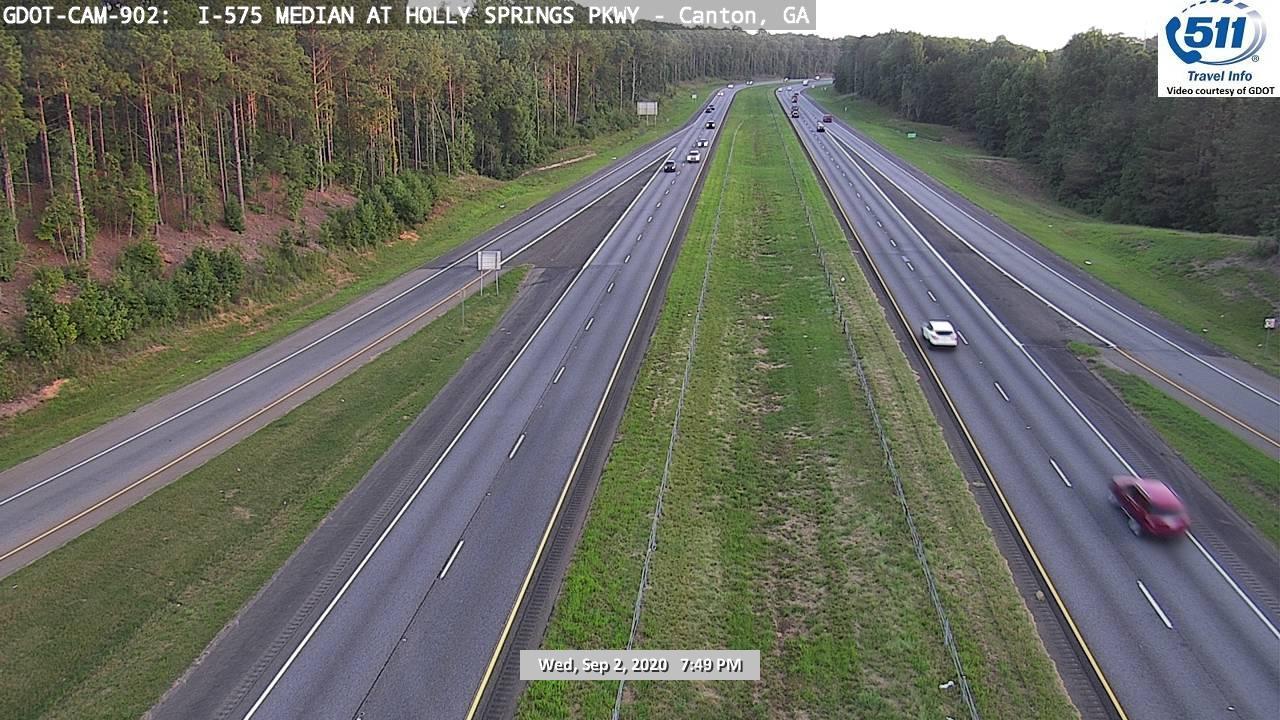 GDOT-CAM-902: I-575 MEDIAN AT HOLLY SPRINGS PKWY - Canton, GA
511
Travel Info
Video courtesy of GDOT
Wed, Sep 2, 2020 7:49 PM